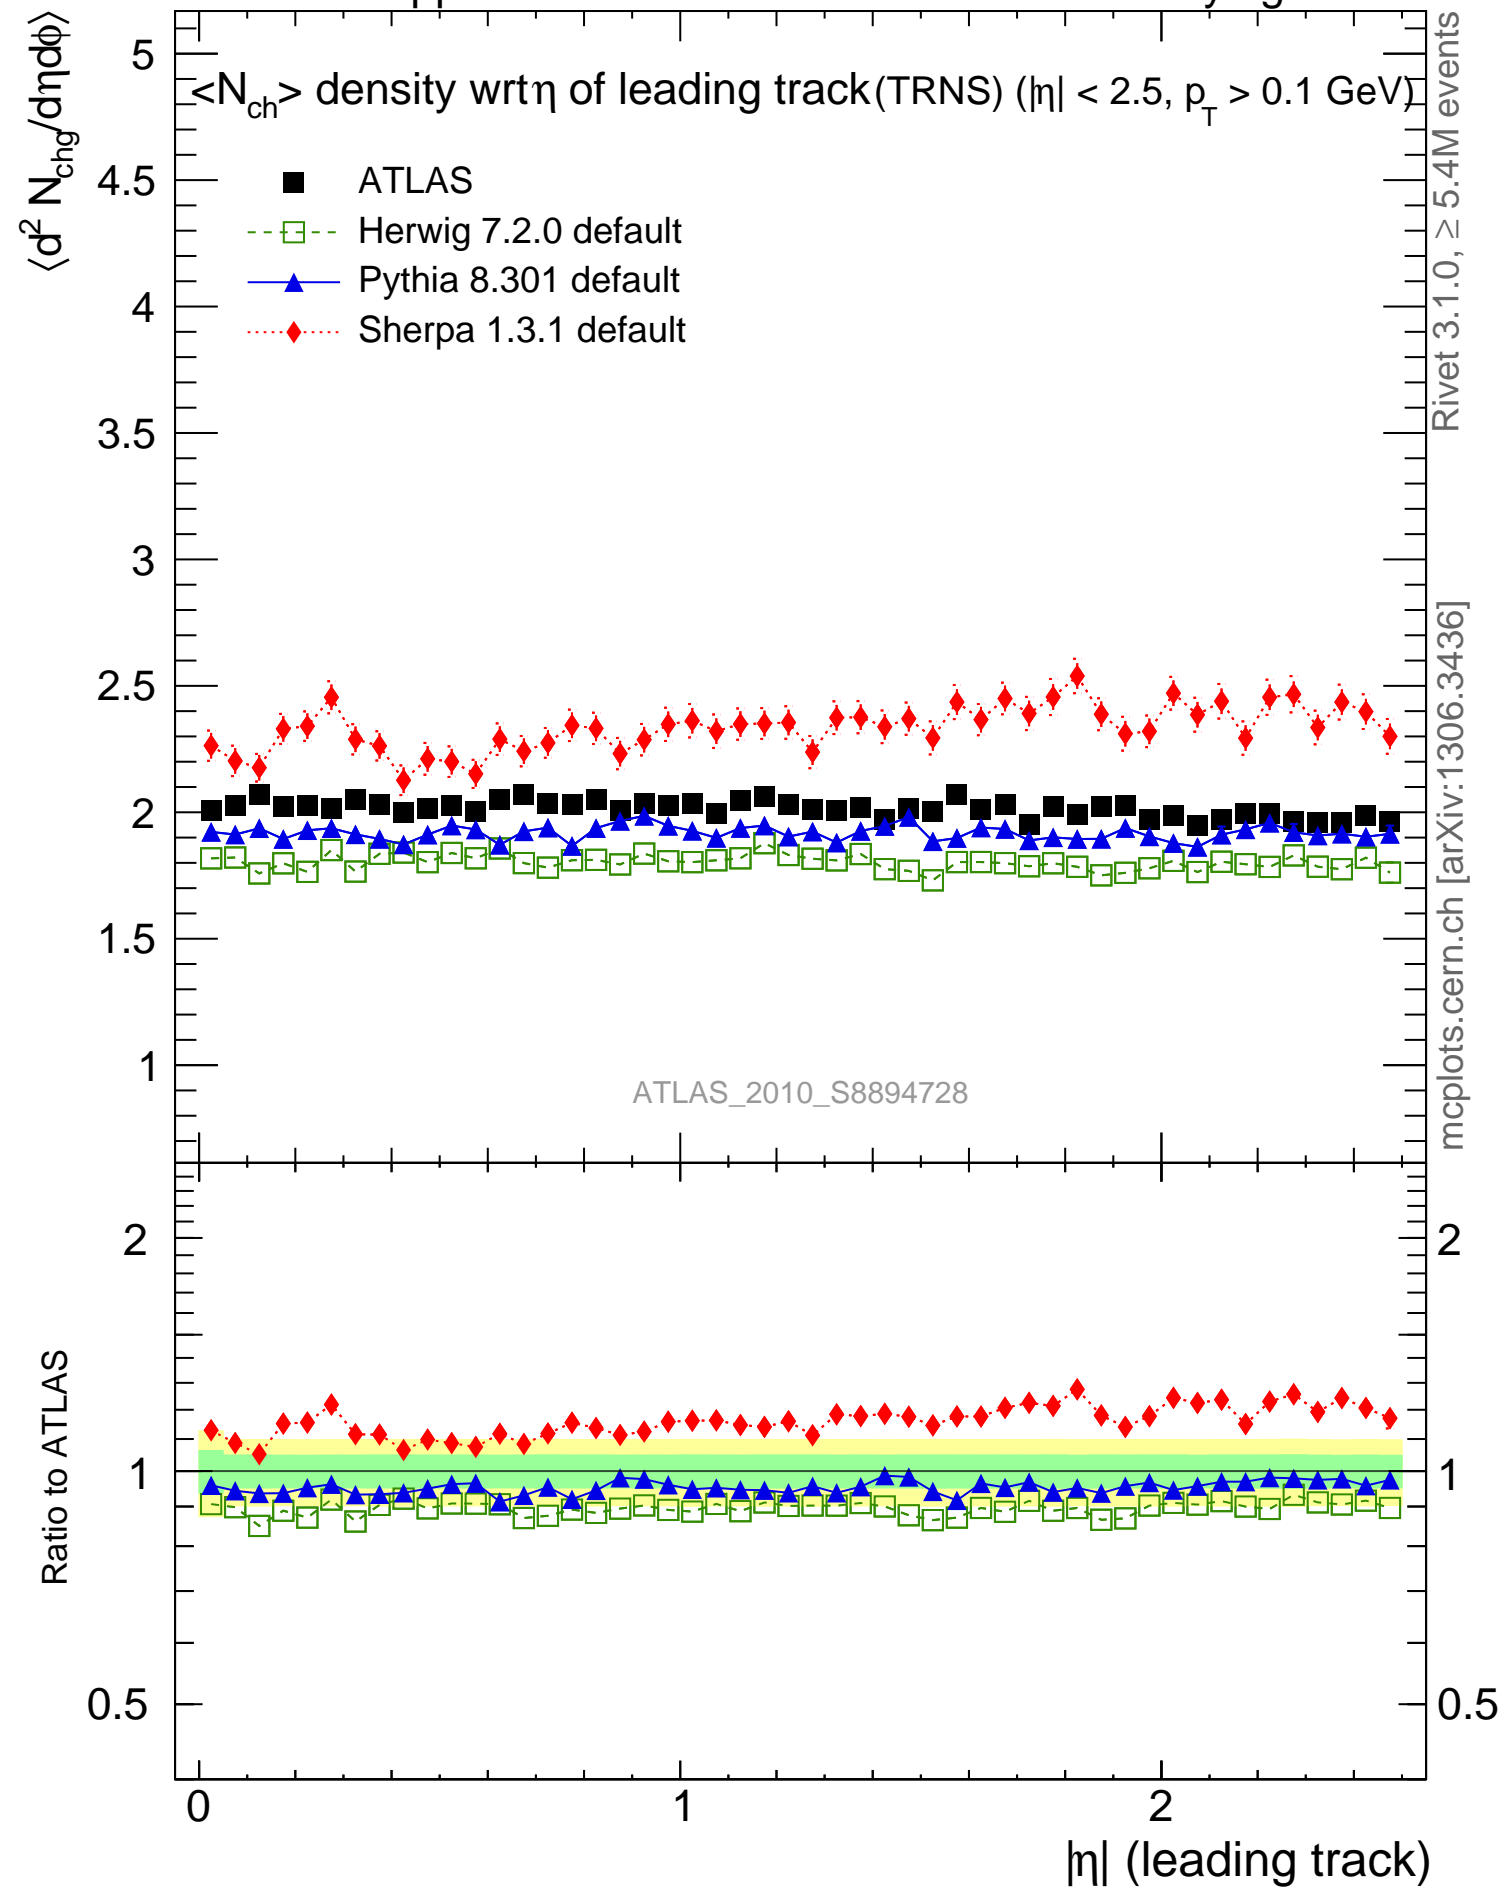 ⟨d² N_chg/dηdϕ⟩
<N_ch> density wrt η of leading track (TRNS) (|η| < 2.5, p_T > 0.1 GeV)
ATLAS
Herwig 7.2.0 default
Pythia 8.301 default
Sherpa 1.3.1 default
5
4.5
4
3.5
3
2.5
2
1.5
1
ATLAS_2010_S8894728
Rivet 3.1.0, ≥ 5.4M events
mcplots.cern.ch [arXiv:1306.3436]
Ratio to ATLAS
2
1
0.5
2
1
0.5
0
1
2
|η| (leading track)